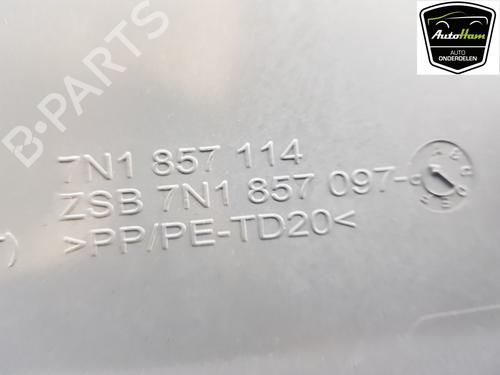 AutoHam
AUTO
ONDERDELEN
B-PARTS
7N1 857 114
ZSB 7N1 857 097-
>PP/PE-TD20<